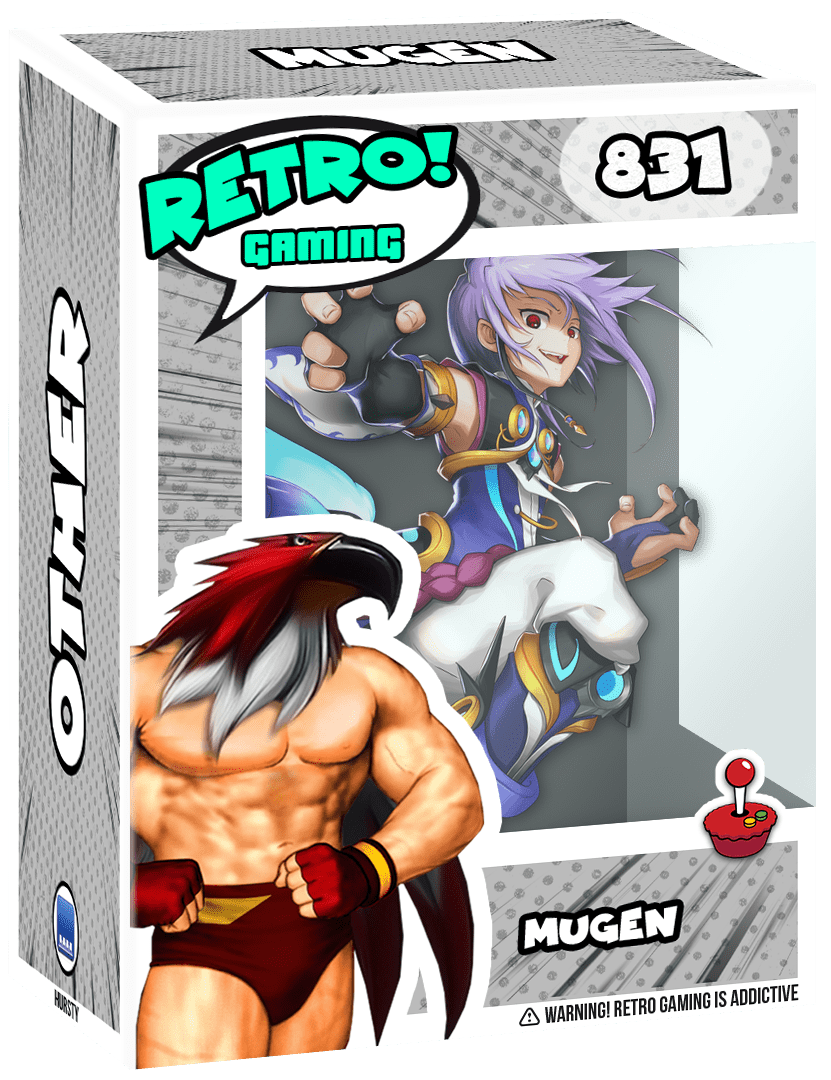 MUGEN
RETRO!
GAMING
831
OTHER
HURSTY
MUGEN
⚠ WARNING! RETRO GAMING IS ADDICTIVE